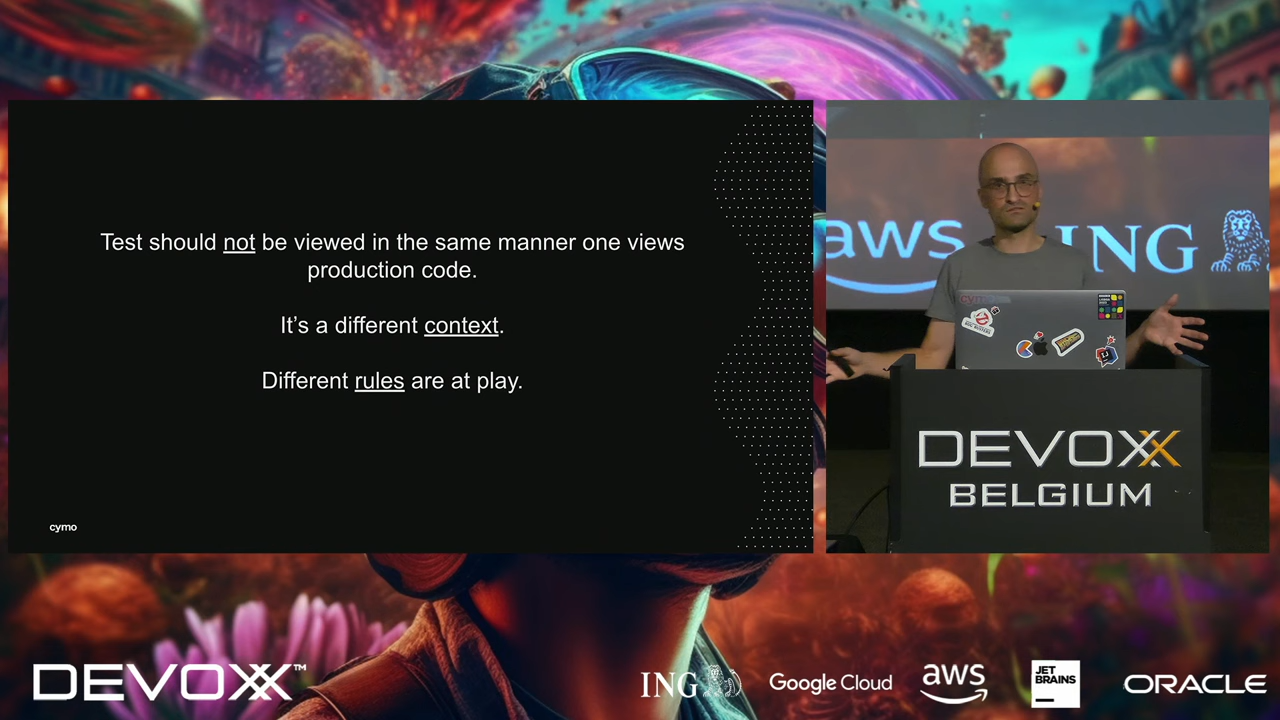 Test should not be viewed in the same manner one views
production code.
It’s a different context.
Different rules are at play.
cymo
aws
ING
DEVOXX
BELGIUM
DEVOXX™
ING
Google Cloud
aws
JET
BRAINS
ORACLE